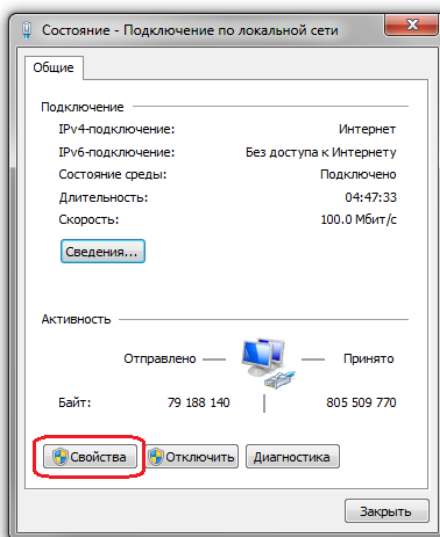 Состояние - Подключение по локальной сети
Общие
Подключение
IPv4-подключение: Интернет
IPv6-подключение: Без доступа к Интернету
Состояние среды: Подключено
Длительность: 04:47:33
Скорость: 100.0 Мбит/с
Сведения...
Активность
Отправлено — — Принято
Байт: 79 188 140 | 805 509 770
Свойства Отключить Диагностика
Закрыть